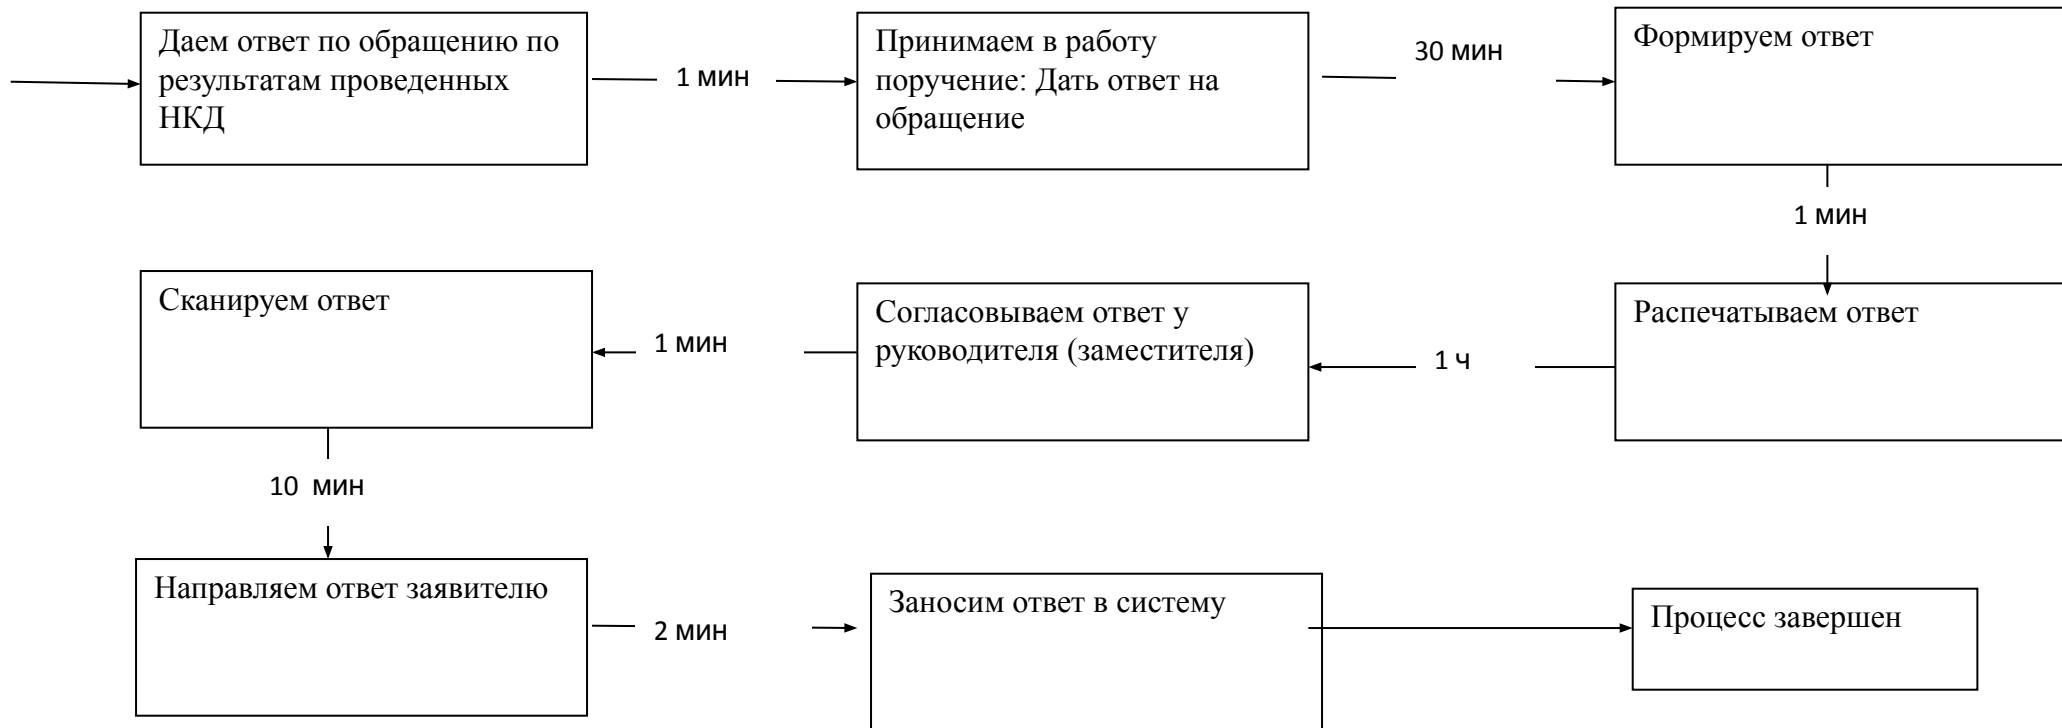 Даем ответ по обращению по
результатам проведенных
НКД
1 мин
Принимаем в работу
поручение: Дать ответ на
обращение
30 мин
Формируем ответ
1 мин
Распечатываем ответ
1 ч
Согласовываем ответ у
руководителя (заместителя)
1 мин
Сканируем ответ
10 мин
Направляем ответ заявителю
2 мин
Заносим ответ в систему
Процесс завершен